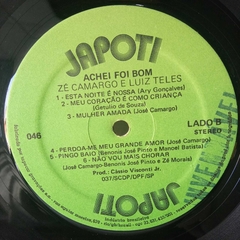 JAPOTI
ACHEI FOI BOM
ZÉ CAMARGO E LUIZ TELES
1 - ESTA NOITE É NOSSA (Ary Gonçalves)
2 - MEU CORAÇÃO É COMO CRIANÇA
(Getulio de Souza)
3 - MULHER AMADA (José Camargo)
046
LADO B
STEREO
4 - PERDOA-ME MEU GRANDE AMOR (José Camargo)
5 - PINGO BAIO (Benonis José Pinto e Manoel Batista)
6 - NÃO VOU MAIS CHORAR
(José Camargo-Benonis José Pinto e Zé Morais)
Prod.: Cássio Visconti Jr.
037/SCDP/DPF/SP
JAPOTI
Indústria brasileira